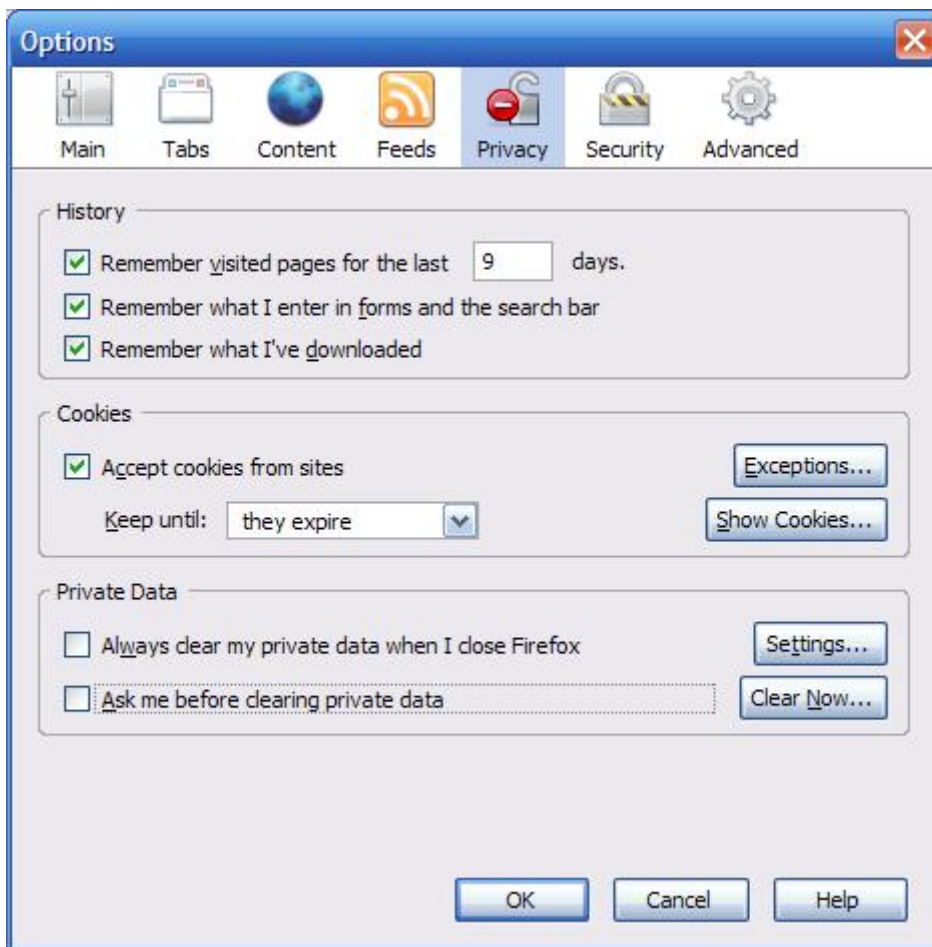 Options
Main Tabs Content Feeds Privacy Security Advanced
History
Remember visited pages for the last 9 days.
Remember what I enter in forms and the search bar
Remember what I've downloaded
Cookies
Accept cookies from sites Exceptions...
Keep until: they expire Show Cookies...
Private Data
Always clear my private data when I close Firefox Settings...
Ask me before clearing private data Clear Now...
OK Cancel Help